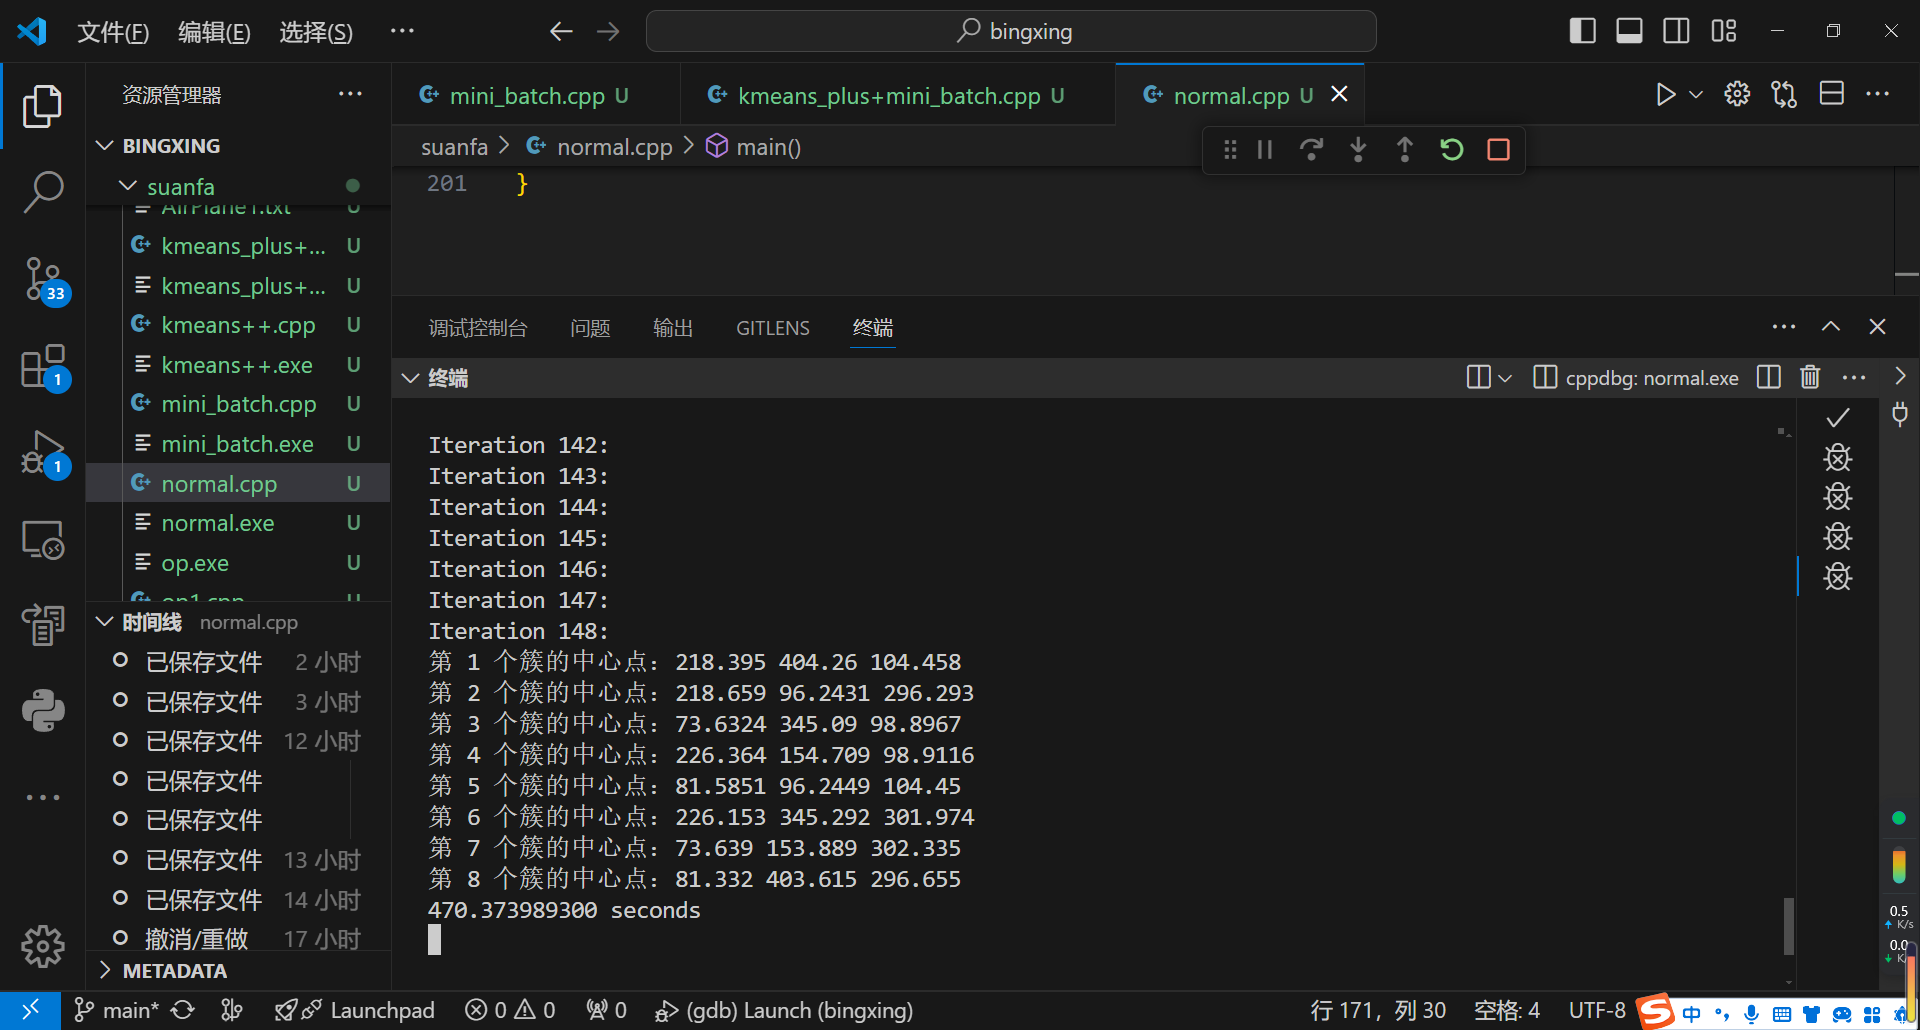 文件(F) 编辑(E) 选择(S) ··· bingxing
资源管理器 ···
mini_batch.cpp U
kmeans_plus+mini_batch.cpp U
normal.cpp U
BINGXING
suanfa > normal.cpp > main()
suanfa
201 }
AirPlane1.txt U
kmeans_plus+... U
kmeans_plus+... U
kmeans++.cpp U
kmeans++.exe U
mini_batch.cpp U
mini_batch.exe U
normal.cpp U
normal.exe U
op.exe U
op1.cpp U
33
1
1
时间线 normal.cpp
已保存文件 2 小时
已保存文件 3 小时
已保存文件 12 小时
已保存文件
已保存文件
已保存文件 13 小时
已保存文件 14 小时
撤消/重做 17 小时
METADATA
调试控制台 问题 输出 GITLENS 终端
终端 cppdbg: normal.exe
Iteration 142:
Iteration 143:
Iteration 144:
Iteration 145:
Iteration 146:
Iteration 147:
Iteration 148:
第 1 个簇的中心点：218.395 404.26 104.458
第 2 个簇的中心点：218.659 96.2431 296.293
第 3 个簇的中心点：73.6324 345.09 98.8967
第 4 个簇的中心点：226.364 154.709 98.9116
第 5 个簇的中心点：81.5851 96.2449 104.45
第 6 个簇的中心点：226.153 345.292 301.974
第 7 个簇的中心点：73.639 153.889 302.335
第 8 个簇的中心点：81.332 403.615 296.655
470.373989300 seconds
0.5
K/s
0.0
main* Launchpad 0 0 0 (gdb) Launch (bingxing) 行 171，列 30 空格: 4 UTF-8 S 中